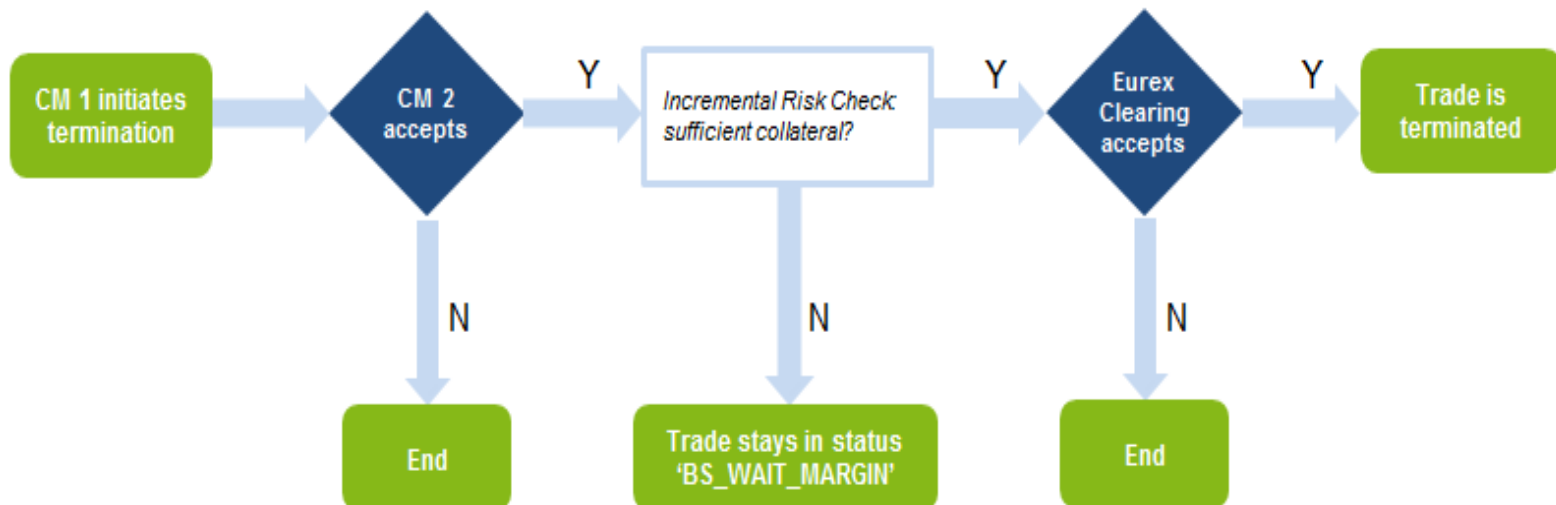 CM 1 initiates
termination
CM 2
accepts
Y
Incremental Risk Check:
sufficient collateral?
Y
Eurex
Clearing
accepts
Y
Trade is
terminated
N
N
N
End
Trade stays in status
‘BS_WAIT_MARGIN’
End